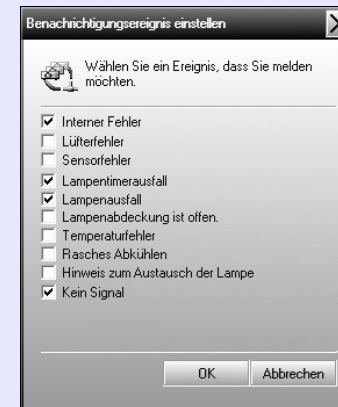 Benachrichtigungsereignis einstellen
Wählen Sie ein Ereignis, dass Sie melden
möchten.
Interner Fehler
Lüfterfehler
Sensorfehler
Lampentimerausfall
Lampenausfall
Lampenabdeckung ist offen.
Temperaturfehler
Rasches Abkühlen
Hinweis zum Austausch der Lampe
Kein Signal
OK
Abbrechen